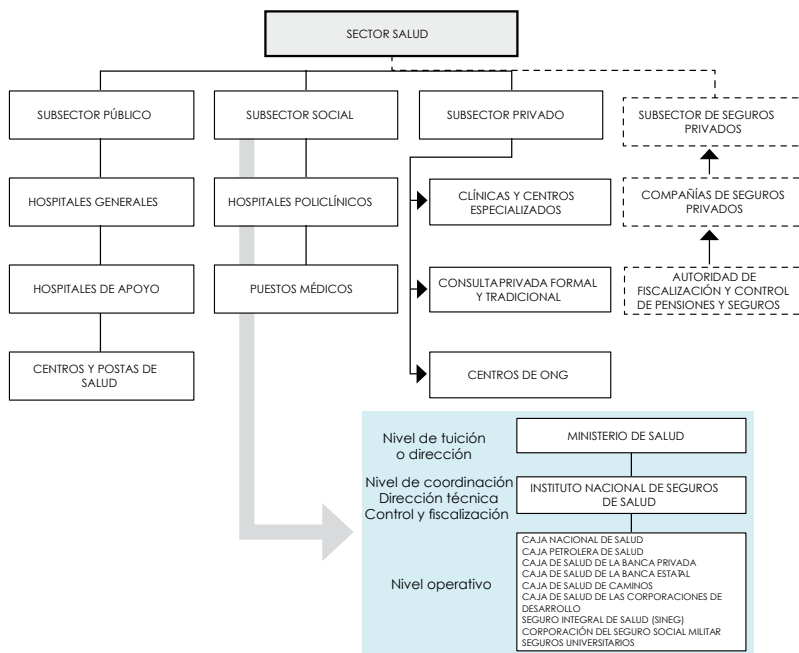 SECTOR SALUD
SUBSECTOR PÚBLICO
SUBSECTOR SOCIAL
SUBSECTOR PRIVADO
SUBSECTOR DE SEGUROS
PRIVADOS
HOSPITALES GENERALES
HOSPITALES POLICLÍNICOS
CLÍNICAS Y CENTROS
ESPECIALIZADOS
COMPAÑÍAS DE SEGUROS
PRIVADOS
HOSPITALES DE APOYO
PUESTOS MÉDICOS
CONSULTA PRIVADA FORMAL
Y TRADICIONAL
AUTORIDAD DE
FISCALIZACIÓN Y CONTROL
DE PENSIONES Y SEGUROS
CENTROS Y POSTAS DE
SALUD
CENTROS DE ONG
Nivel de tuición
o dirección
MINISTERIO DE SALUD
Nivel de coordinación
Dirección técnica
Control y fiscalización
INSTITUTO NACIONAL DE SEGUROS
DE SALUD
Nivel operativo
CAJA NACIONAL DE SALUD
CAJA PETROLERA DE SALUD
CAJA DE SALUD DE LA BANCA PRIVADA
CAJA DE SALUD DE LA BANCA ESTATAL
CAJA DE SALUD DE CAMINOS
CAJA DE SALUD DE LAS CORPORACIONES DE
DESARROLLO
SEGURO INTEGRAL DE SALUD (SINEG)
CORPORACIÓN DEL SEGURO SOCIAL MILITAR
SEGUROS UNIVERSITARIOS